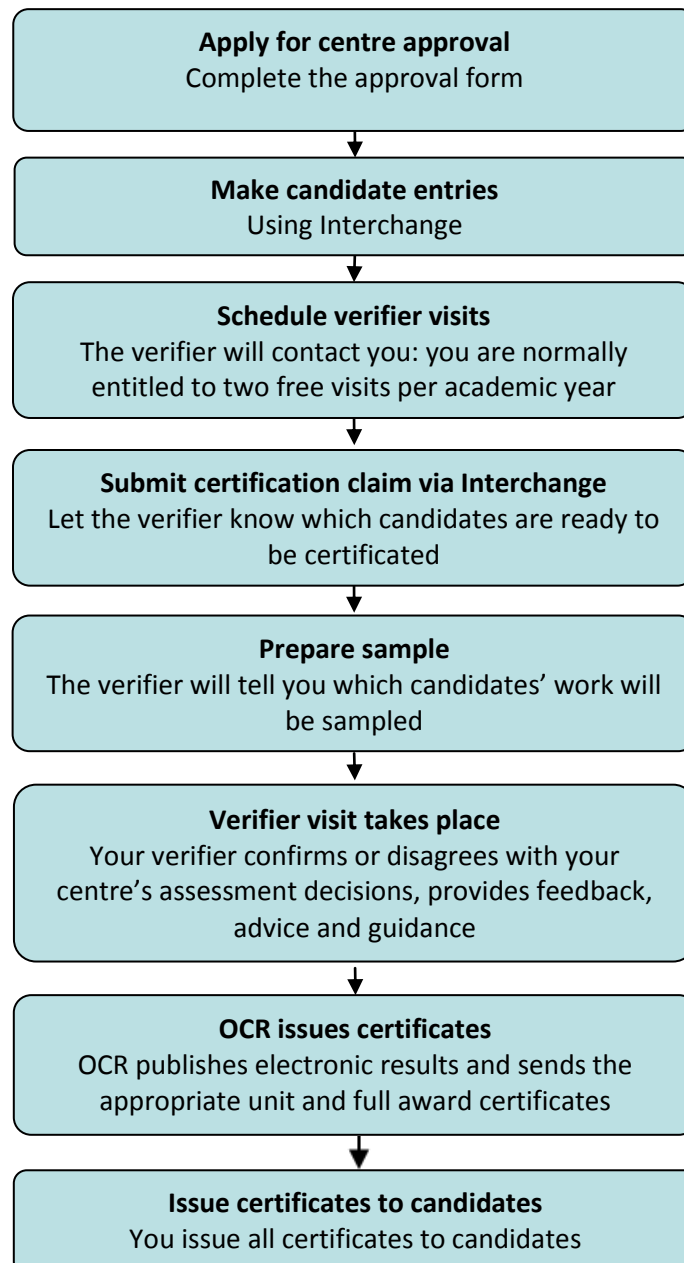 Apply for centre approval
Complete the approval form
Make candidate entries
Using Interchange
Schedule verifier visits
The verifier will contact you: you are normally
entitled to two free visits per academic year
Submit certification claim via Interchange
Let the verifier know which candidates are ready to
be certificated
Prepare sample
The verifier will tell you which candidates’ work will
be sampled
Verifier visit takes place
Your verifier confirms or disagrees with your
centre’s assessment decisions, provides feedback,
advice and guidance
OCR issues certificates
OCR publishes electronic results and sends the
appropriate unit and full award certificates
Issue certificates to candidates
You issue all certificates to candidates